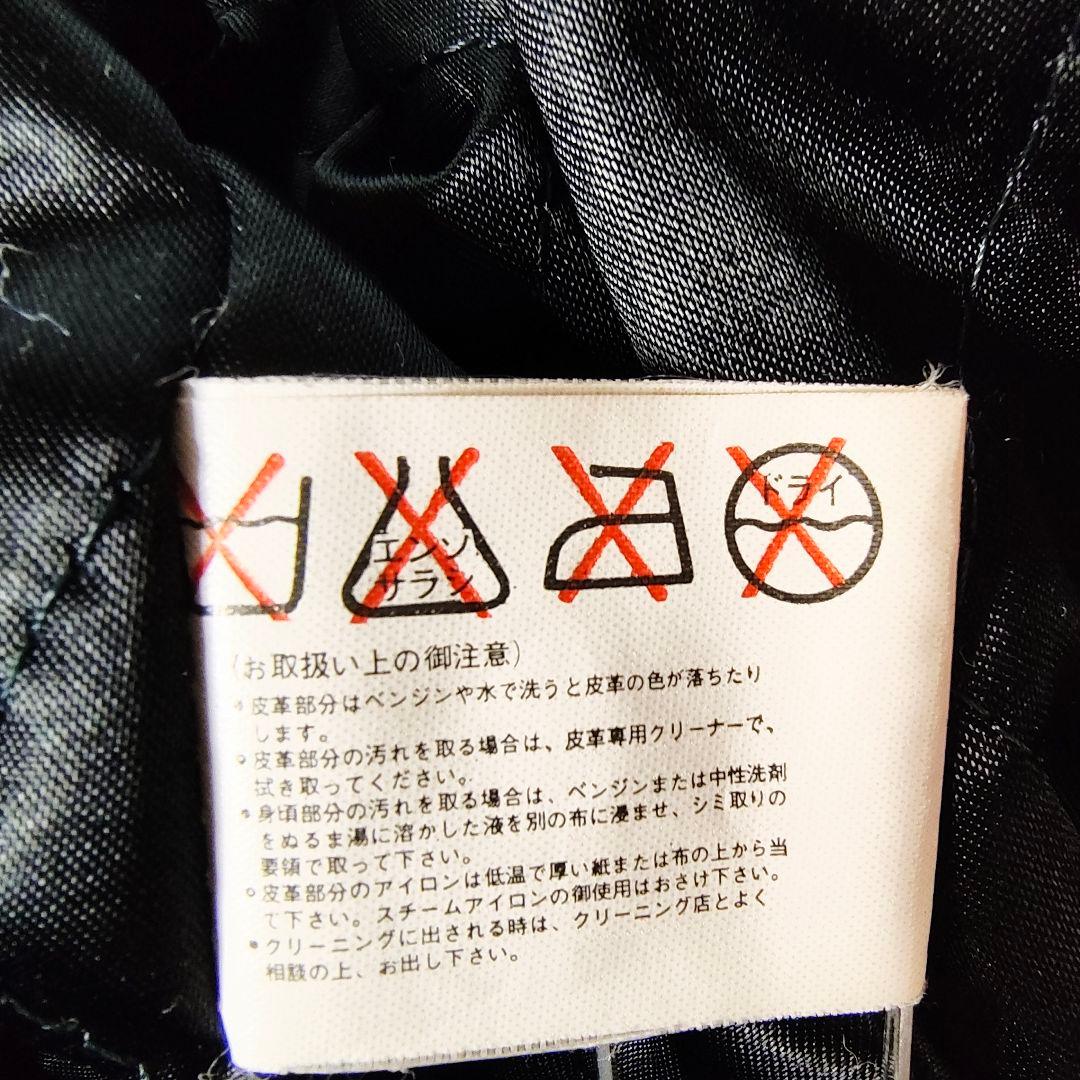 ドライ
エンソ
サラシ
(お取扱い上の御注意)
•皮革部分はベンジンや水で洗うと皮革の色が落ちたり
します。
•皮革部分の汚れを取る場合は、皮革専用クリーナーで、
拭き取ってください。
•身頃部分の汚れを取る場合は、ベンジンまたは中性洗剤
をぬるま湯に溶かした液を別の布に浸ませ、シミ取りの
要領で取って下さい。
•皮革部分のアイロンは低温で厚い紙または布の上から当
て下さい。スチームアイロンの御使用はおさけ下さい。
•クリーニングに出される時は、クリーニング店とよく
相談の上、お出し下さい。